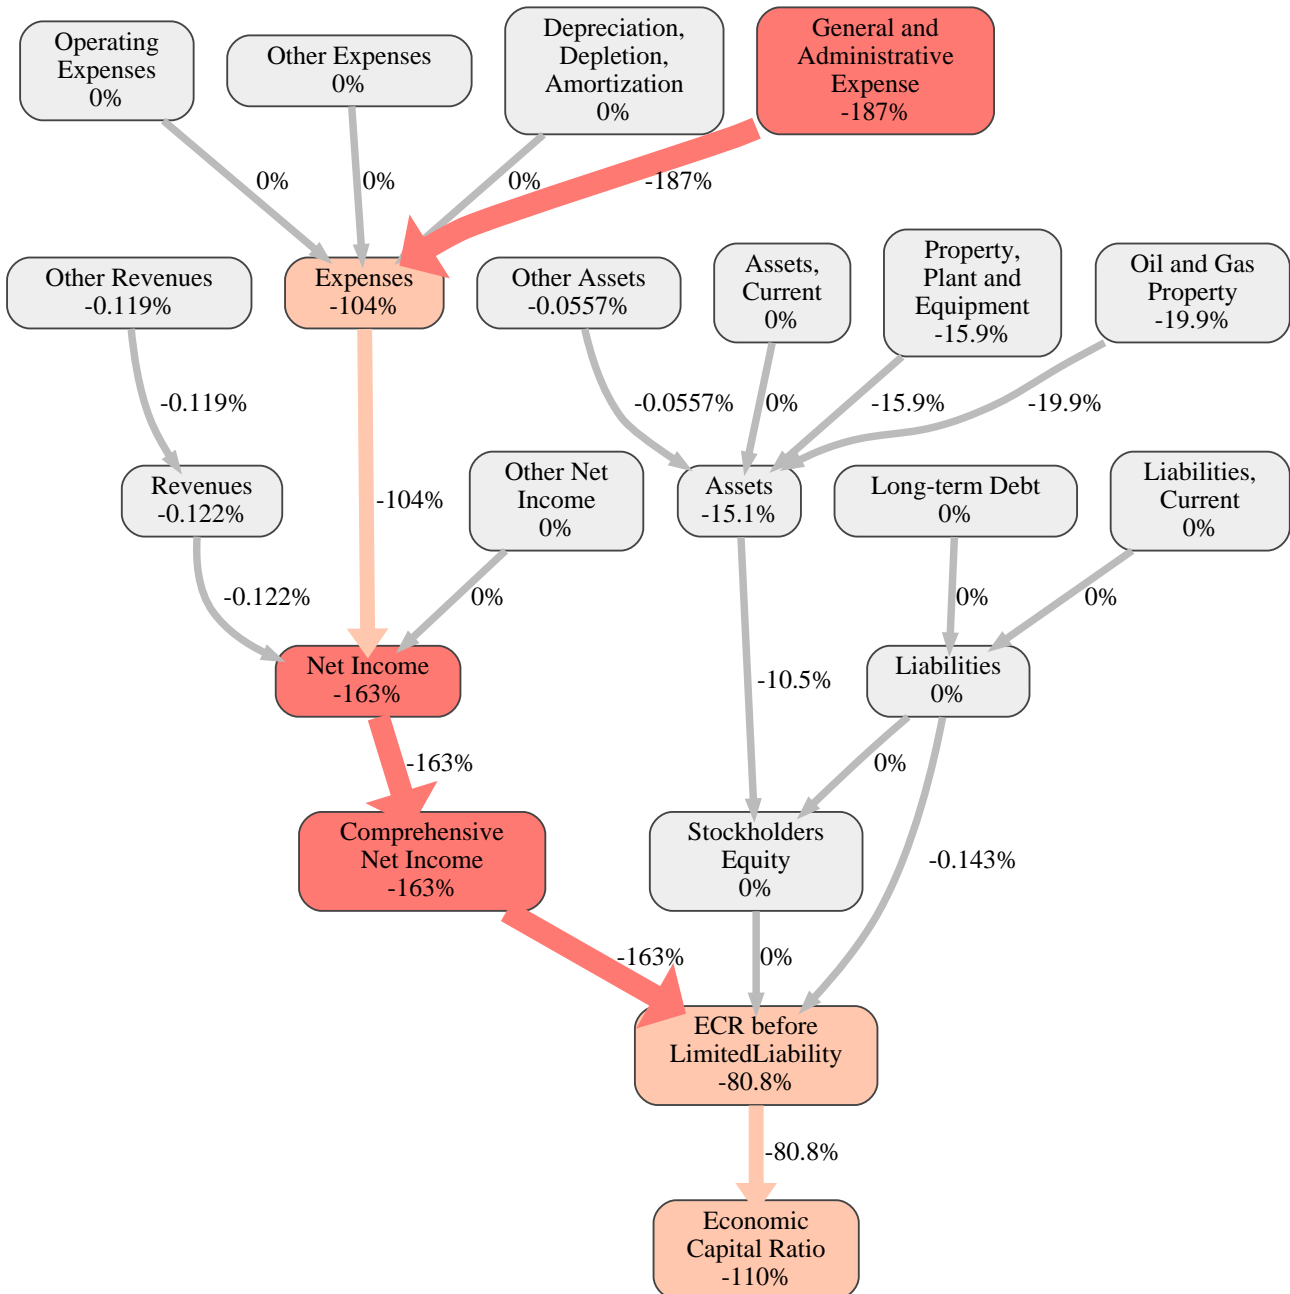 Operating
Expenses
0%
Other Expenses
0%
Depreciation,
Depletion,
Amortization
0%
General and
Administrative
Expense
-187%
0%
0%
0%
-187%
Other Revenues
-0.119%
Expenses
-104%
Other Assets
-0.0557%
Assets,
Current
0%
Property,
Plant and
Equipment
-15.9%
Oil and Gas
Property
-19.9%
-0.119%
-0.0557%
0%
-15.9%
-19.9%
Revenues
-0.122%
-104%
Other Net
Income
0%
Assets
-15.1%
Long-term Debt
0%
Liabilities,
Current
0%
-0.122%
0%
0%
0%
Net Income
-163%
-10.5%
Liabilities
0%
-163%
0%
Comprehensive
Net Income
-163%
Stockholders
Equity
0%
-0.143%
-163%
0%
ECR before
LimitedLiability
-80.8%
-80.8%
Economic
Capital Ratio
-110%